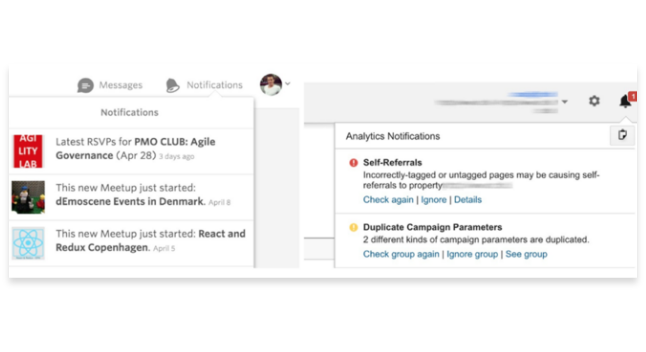 Messages
Notifications
Notifications
AGI
LITY
LAB
Latest RSVPs for PMO CLUB: Agile
Governance (Apr 28) 3 days ago
This new Meetup just started:
dEmoscene Events in Denmark. April 8
This new Meetup just started: React and
Redux Copenhagen. April 5
1
Analytics Notifications
Self-Referrals
Incorrectly-tagged or untagged pages may be causing self-
referrals to property
Check again | Ignore | Details
Duplicate Campaign Parameters
2 different kinds of campaign parameters are duplicated.
Check group again | Ignore group | See group